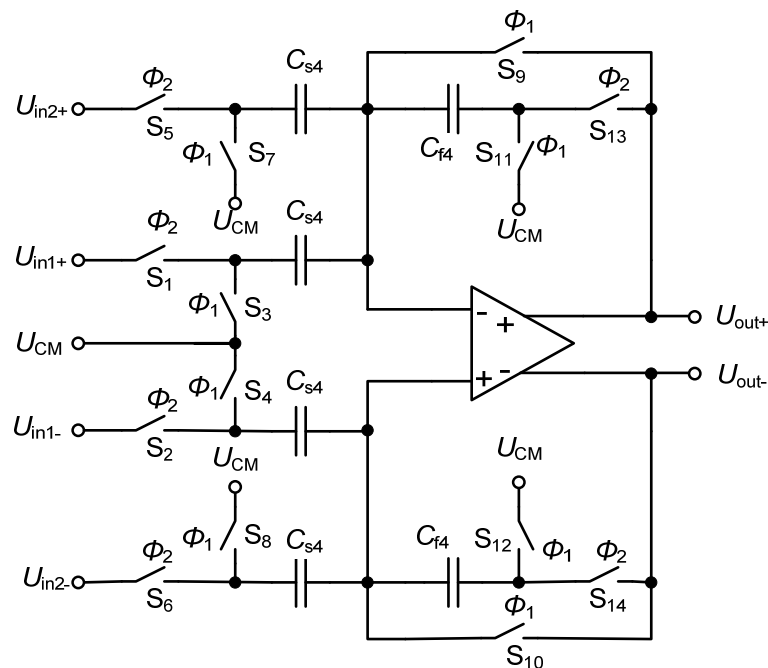 Φ1
S9
Φ2
Cs4
Φ2
Uin2+
S5
Φ1
S7
Cf4
S11
Φ1
S13
UCM
Cs4
UCM
Φ2
Uin1+
S1
Φ1
S3
-
+
Uout+
UCM
+
-
Uout-
Φ1
S4
Cs4
Φ2
Uin1-
S2
UCM
UCM
Φ1
S8
Cs4
Cf4
S12
Φ1
Φ2
Φ2
Uin2-
S6
S14
Φ1
S10